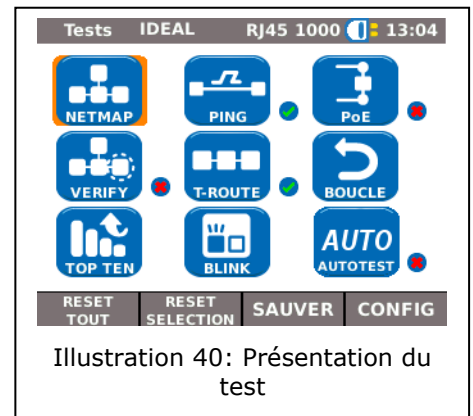 Tests IDEAL RJ45 1000 13:04
NETMAP PING PoE
VERIFY T-ROUTE BOUCLE
AUTO
TOP TEN BLINK AUTOTEST
RESET TOUT RESET SELECTION SAUVER CONFIG
Illustration 40: Présentation du
test